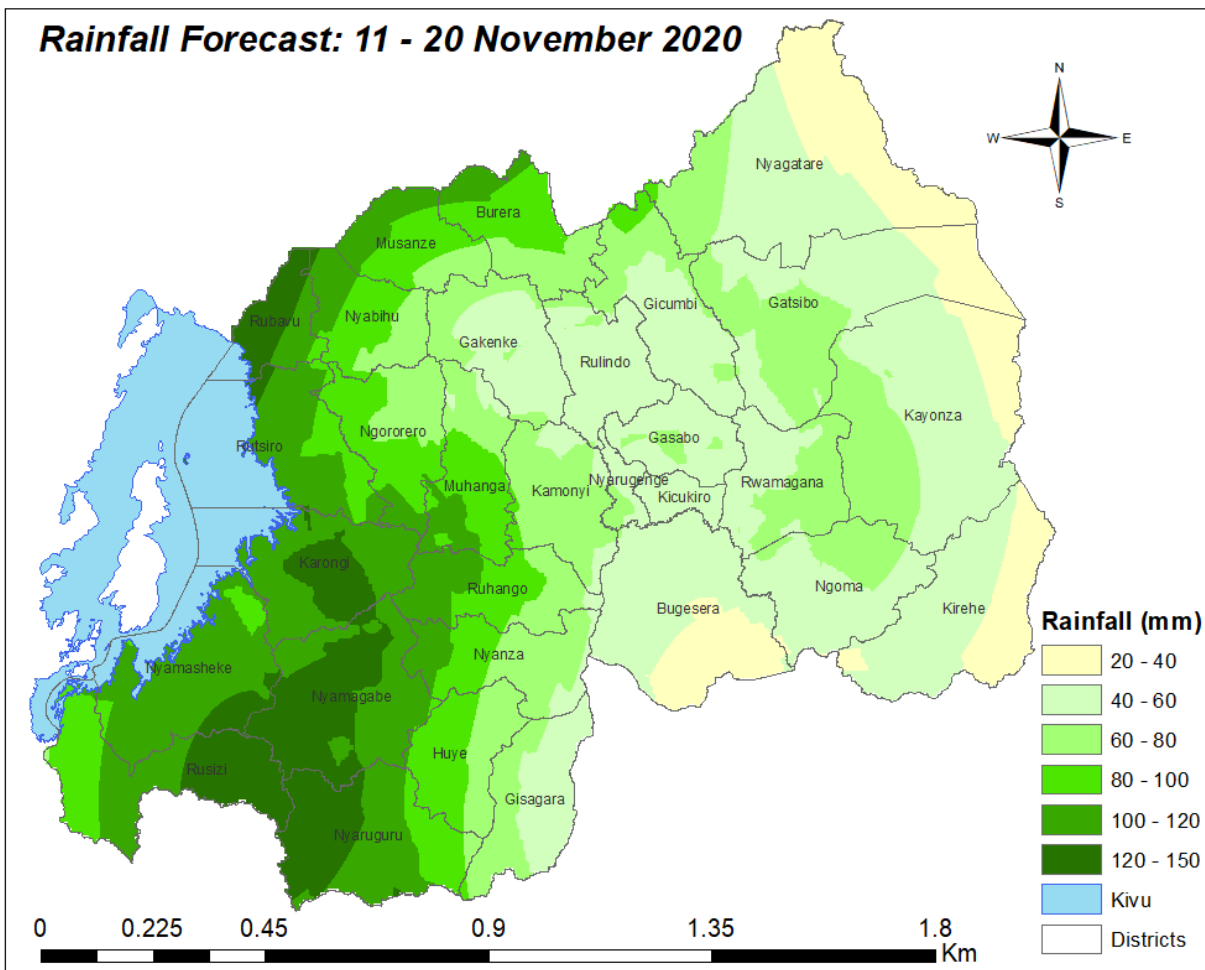 Rainfall Forecast: 11 - 20 November 2020
N
W E
S
Nyagatare
Burera
Musanze
Gicumbi
Gatsibo
Rubavu
Nyabihu
Gakenke
Rulindo
Kayonza
Rutsiro
Ngororero
Gasabo
Muhanga
Kamonyi
Nyarugenge
Kicukiro
Rwamagana
Karongi
Ruhango
Bugesera
Ngoma
Kirehe
Nyamasheke
Nyanza
Nyamagabe
Huye
Rusizi
Gisagara
Nyaruguru
Rainfall (mm)
20 - 40
40 - 60
60 - 80
80 - 100
100 - 120
120 - 150
Kivu
Districts
0 0.225 0.45 0.9 1.35 1.8
Km